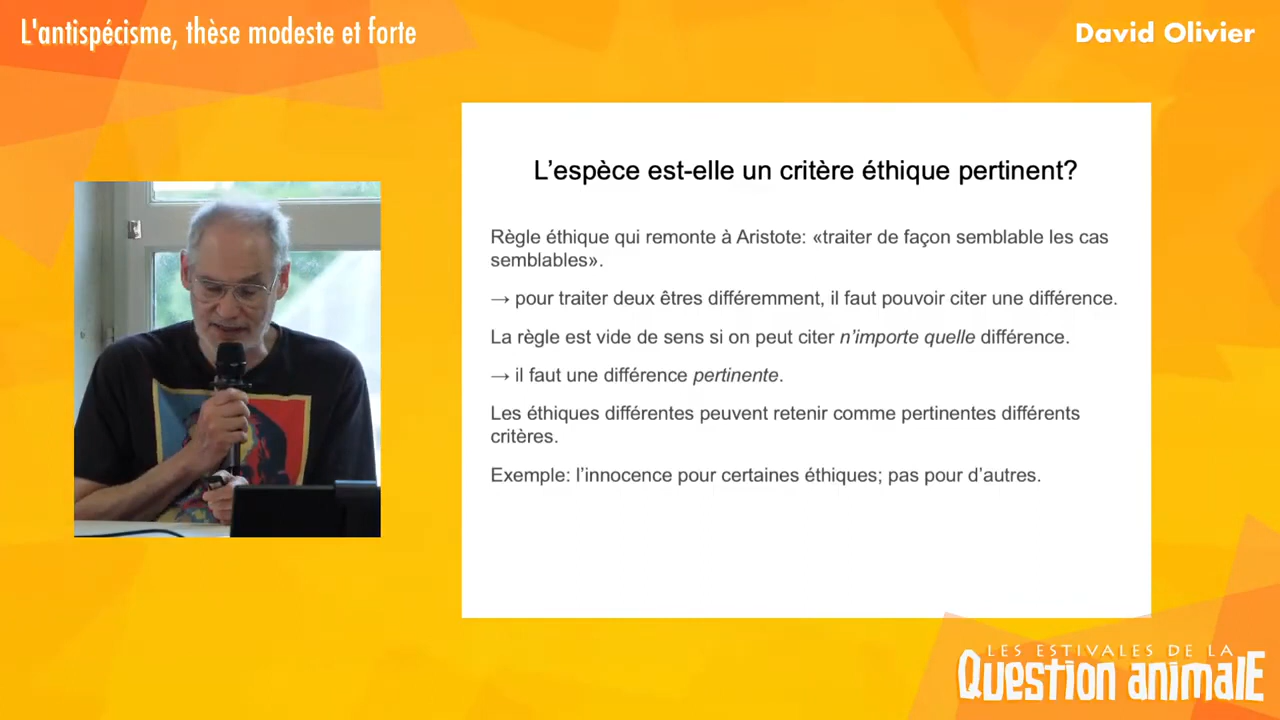 L'antispécisme, thèse modeste et forte
David Olivier
L’espèce est-elle un critère éthique pertinent?
Règle éthique qui remonte à Aristote: «traiter de façon semblable les cas
semblables».
→ pour traiter deux êtres différemment, il faut pouvoir citer une différence.
La règle est vide de sens si on peut citer n’importe quelle différence.
→ il faut une différence pertinente.
Les éthiques différentes peuvent retenir comme pertinentes différents
critères.
Exemple: l’innocence pour certaines éthiques; pas pour d’autres.
LES ESTIVALES DE LA
Question animalE